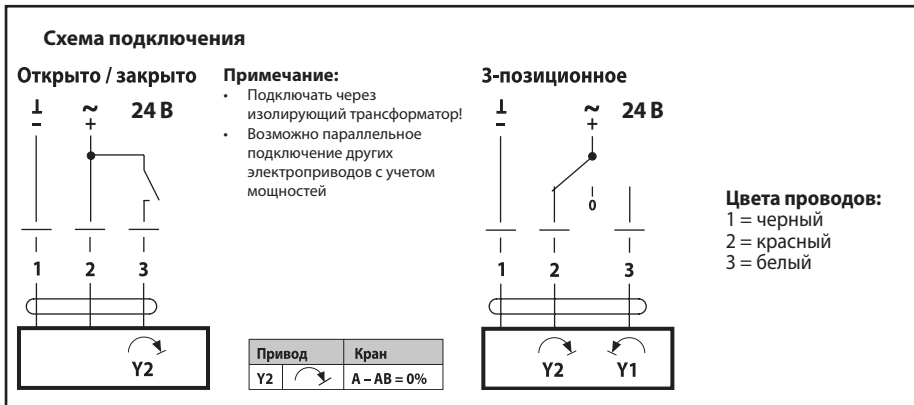 Схема подключения
Открыто / закрыто
⊥ ~ 24 В
– +
1 2 3
Y2
Примечание:
• Подключать через
изолирующий трансформатор!
• Возможно параллельное
подключение других
электроприводов с учетом
мощностей
Привод Кран
Y2 A – AB = 0%
3-позиционное
⊥ ~ 24 В
– +
0
1 2 3
Y2 Y1
Цвета проводов:
1 = черный
2 = красный
3 = белый